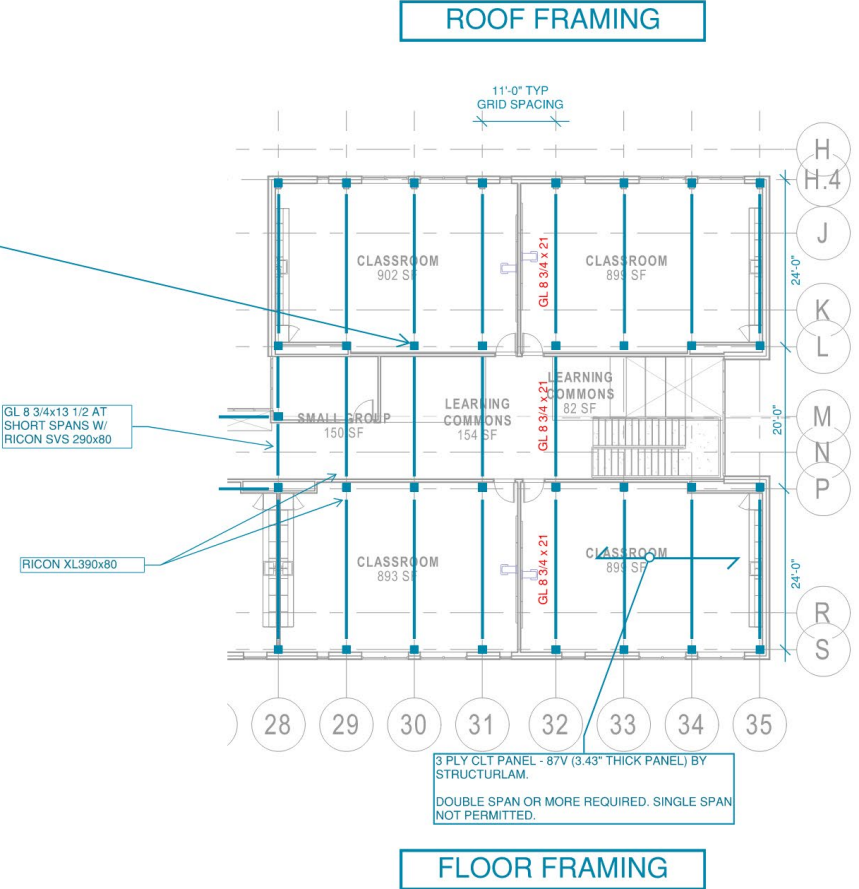 ROOF FRAMING
11'-0" TYP
GRID SPACING
H
H.4
J
24'-0"
GL 8 3/4 x 21
CLASSROOM
902 SF
CLASSROOM
899 SF
K
L
GL 8 3/4x13 1/2 AT
SHORT SPANS W/
RICON SVS 290x80
SMALL GROUP
150 SF
LEARNING
COMMONS
154 SF
GL 8 3/4 x 21
LEARNING
COMMONS
82 SF
20'-0"
M
N
P
RICON XL390x80
CLASSROOM
893 SF
GL 8 3/4 x 21
CLASSROOM
899 SF
24'-0"
R
S
28
29
30
31
32
33
34
35
3 PLY CLT PANEL - 87V (3.43" THICK PANEL) BY
STRUCTURLAM.
DOUBLE SPAN OR MORE REQUIRED. SINGLE SPAN
NOT PERMITTED.
FLOOR FRAMING